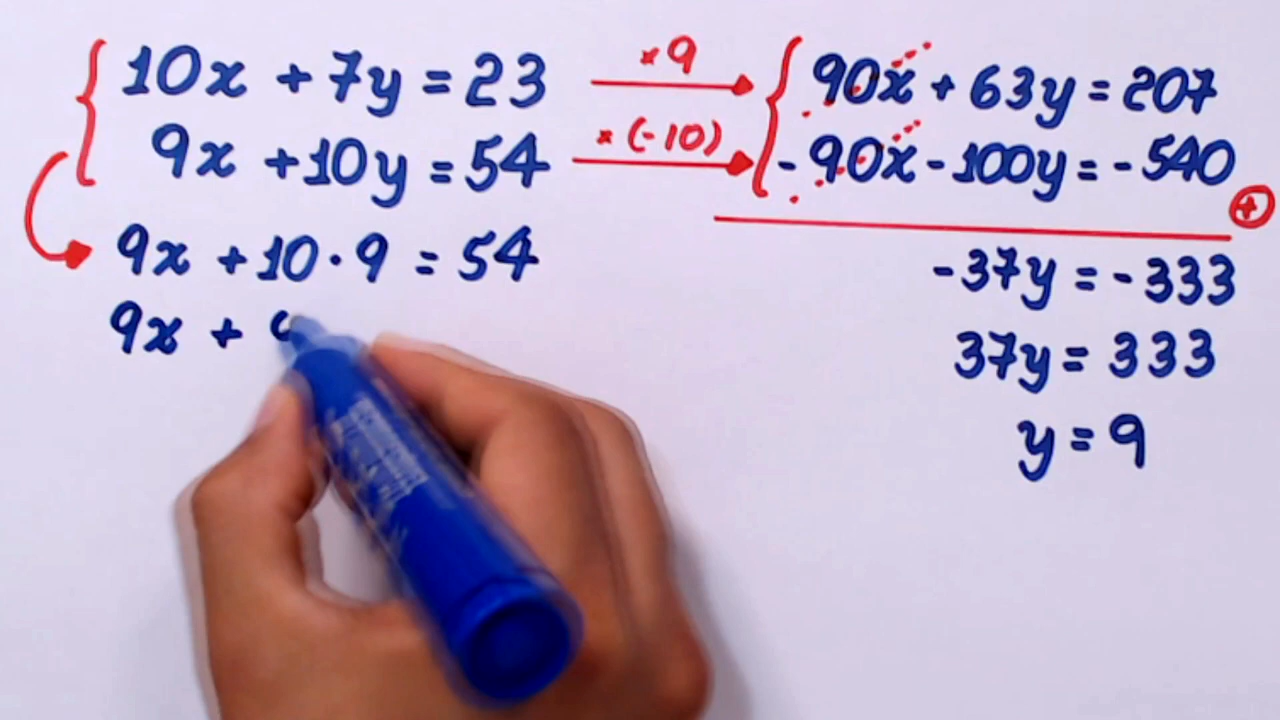 10x + 7y = 23
9x + 10y = 54
9x + 10 · 9 = 54
9x + 9
× 9
× (-10)
90x + 63y = 207
- 90x - 100y = - 540
+
-37y = - 333
37y = 333
y = 9